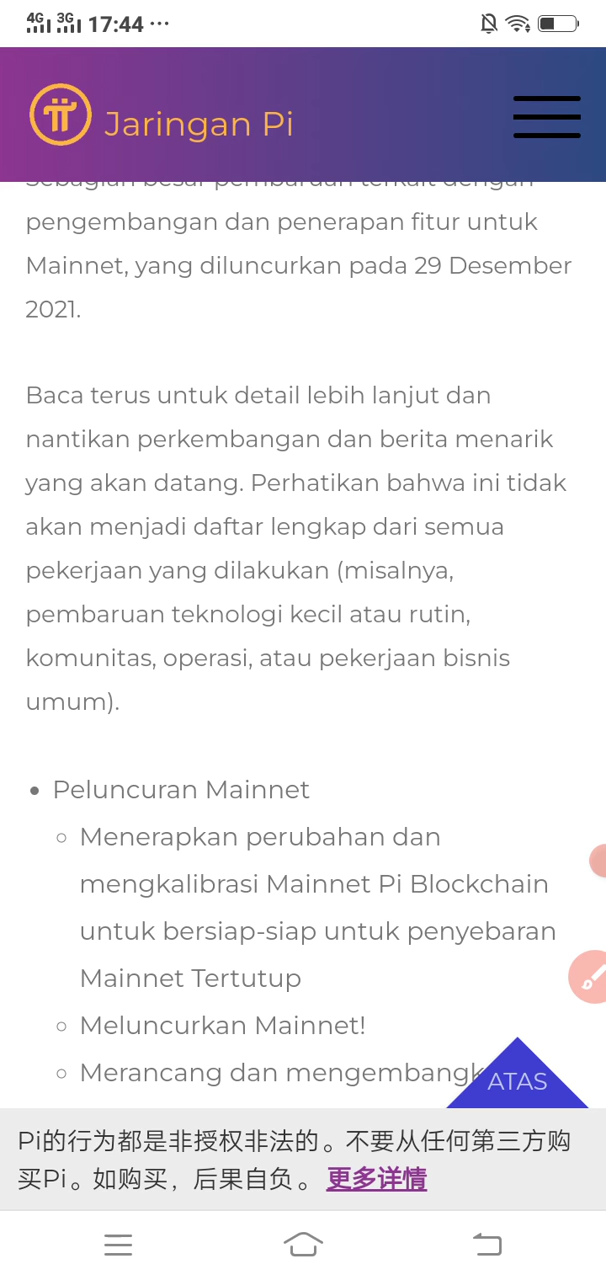 4G 3G 17:44 ...
Jaringan Pi
Sebagian besar pembaruan terkait dengan
pengembangan dan penerapan fitur untuk
Mainnet, yang diluncurkan pada 29 Desember
2021.
Baca terus untuk detail lebih lanjut dan
nantikan perkembangan dan berita menarik
yang akan datang. Perhatikan bahwa ini tidak
akan menjadi daftar lengkap dari semua
pekerjaan yang dilakukan (misalnya,
pembaruan teknologi kecil atau rutin,
komunitas, operasi, atau pekerjaan bisnis
umum).
• Peluncuran Mainnet
○ Menerapkan perubahan dan
mengkalibrasi Mainnet Pi Blockchain
untuk bersiap-siap untuk penyebaran
Mainnet Tertutup
○ Meluncurkan Mainnet!
○ Merancang dan mengembangk
ATAS
Pi的行为都是非授权非法的。不要从任何第三方购
买Pi。如购买，后果自负。 更多详情